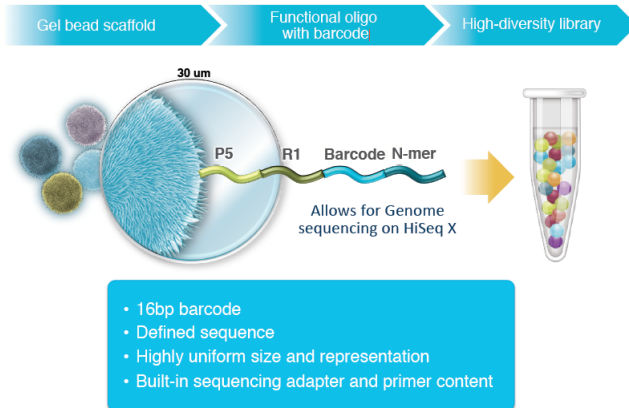 Gel bead scaffold
Functional oligo
with barcode
High-diversity library
30 um
P5
R1
Barcode
N-mer
Allows for Genome
sequencing on HiSeq X
• 16bp barcode
• Defined sequence
• Highly uniform size and representation
• Built-in sequencing adapter and primer content